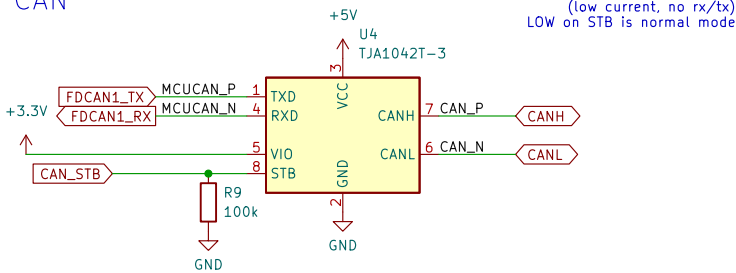 CAN
(low current, no rx/tx)
LOW on STB is normal mode
+5V
U4
TJA1042T-3
3
VCC
FDCAN1_TX
MCUCAN_P
1
TXD
FDCAN1_RX
MCUCAN_N
4
RXD
CANH
7
CAN_P
CANH
+3.3V
5
VIO
CANL
6
CAN_N
CANL
CAN_STB
8
STB
GND
2
R9
100k
GND
GND